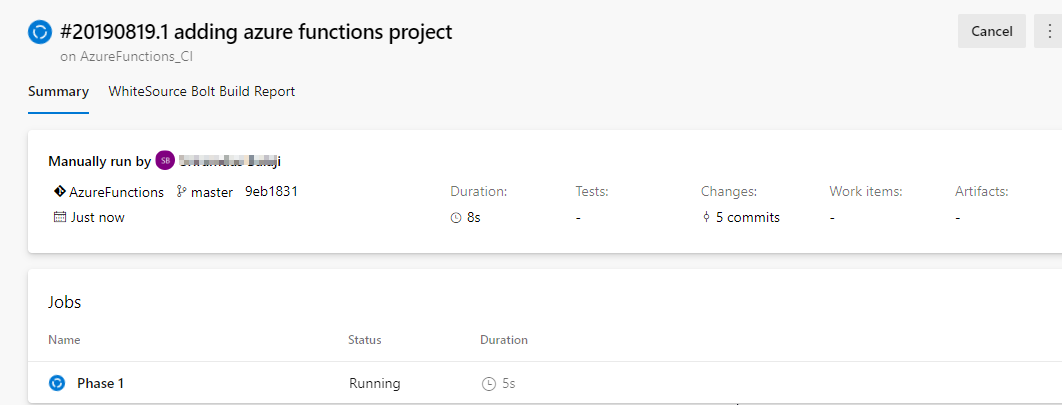 #20190819.1 adding azure functions project
Cancel
on AzureFunctions_CI
Summary WhiteSource Bolt Build Report
Manually run by SB
AzureFunctions master 9eb1831 Duration: Tests: Changes: Work items: Artifacts:
Just now 8s - 5 commits - -
Jobs
Name Status Duration
Phase 1 Running 5s